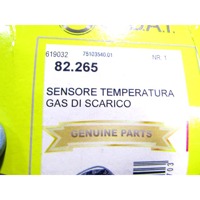 .A.T.
619032 75103540.01 NR. 1
82.265
SENSORE TEMPERATURA
GAS DI SCARICO
GENUINE PARTS